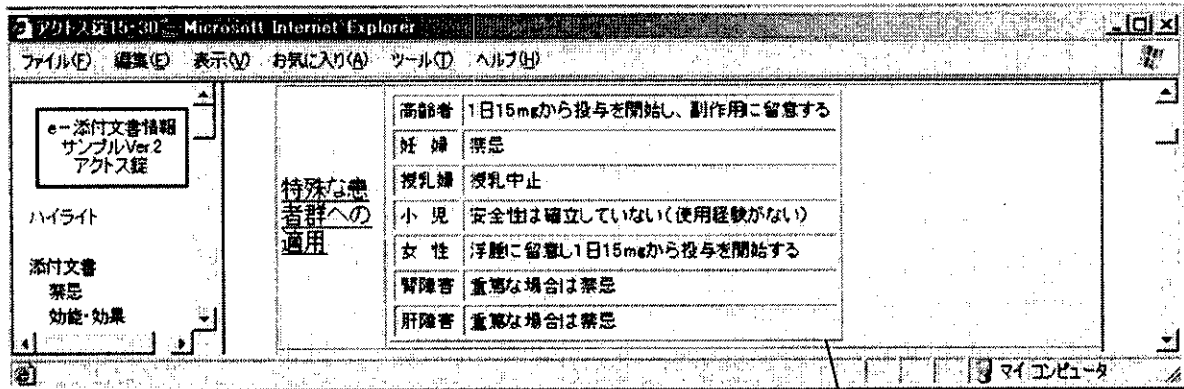 アクトス錠15・30 - Microsoft Internet Explorer
ファイル(F) 編集(E) 表示(V) お気に入り(A) ツール(T) ヘルプ(H)
e-添付文書情報
サンプルVer.2
アクトス錠
ハイライト
添付文書
禁忌
効能・効果
特殊な患
者群への
適用
高齢者 1日15mgから投与を開始し、副作用に留意する
妊 婦 禁忌
授乳婦 授乳中止
小 児 安全性は確立していない(使用経験がない)
女 性 浮腫に留意し1日15mgから投与を開始する
腎障害 重篤な場合は禁忌
肝障害 重篤な場合は禁忌
マイ コンピュータ